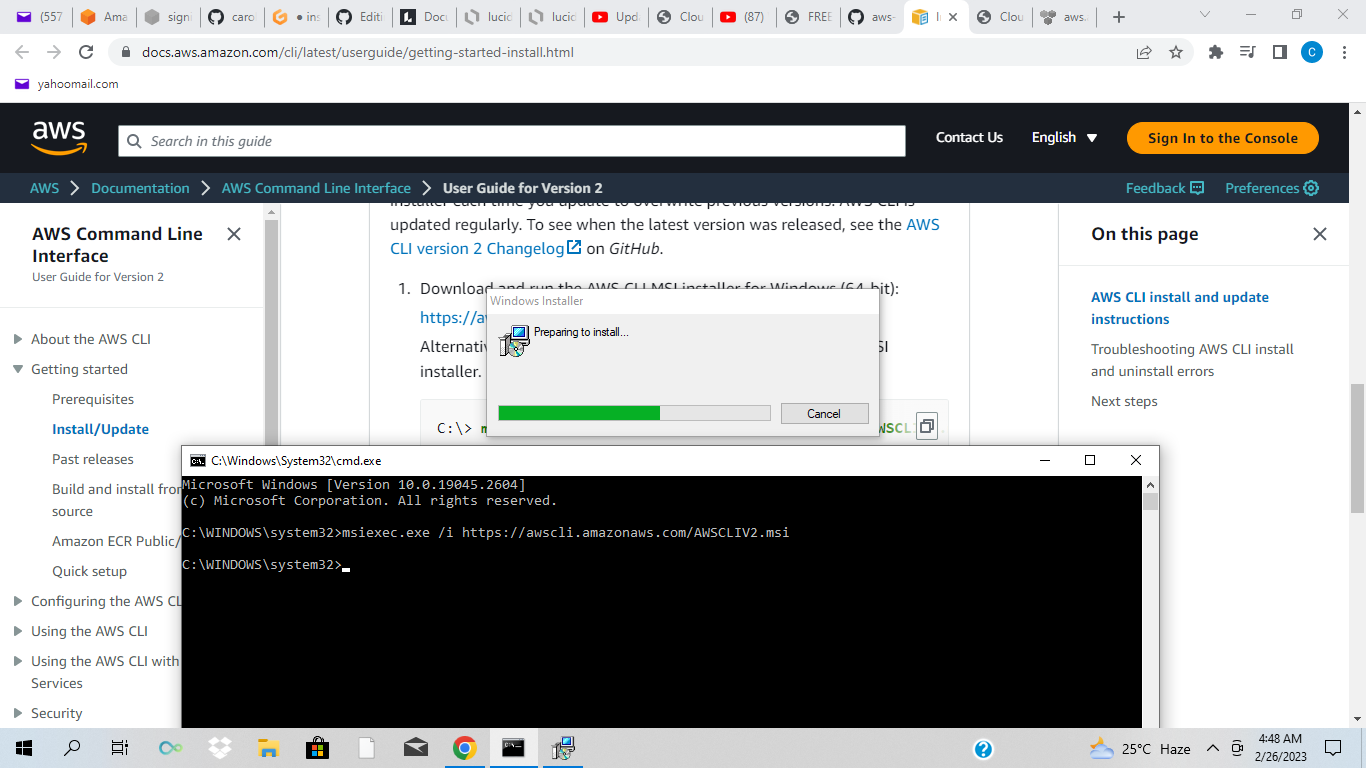 (557
Ama
signi
caro
• ins
Editi
Docu
lucid
lucid
Upda
Clou
(87)
FREE
aws-
Clou
aws.
docs.aws.amazon.com/cli/latest/userguide/getting-started-install.html
C
yahoomail.com
aws
Search in this guide
Contact Us
English
Sign In to the Console
AWS
Documentation
AWS Command Line Interface
User Guide for Version 2
Feedback
Preferences
AWS Command Line
Interface
User Guide for Version 2
About the AWS CLI
Getting started
Prerequisites
Install/Update
Past releases
Build and install from
source
Amazon ECR Public/
Quick setup
Configuring the AWS CL
Using the AWS CLI
Using the AWS CLI with
Services
Security
installer each time you update to overwrite previous versions. AWS CLI is
updated regularly. To see when the latest version was released, see the AWS
CLI version 2 Changelog on GitHub.
1. Download and run the AWS CLI MSI installer for Windows (64-bit):
https://aw
Alternativ SI
installer.
C:\> m WSCLI
Windows Installer
Preparing to install...
Cancel
On this page
AWS CLI install and update
instructions
Troubleshooting AWS CLI install
and uninstall errors
Next steps
C:\Windows\System32\cmd.exe
Microsoft Windows [Version 10.0.19045.2604]
(c) Microsoft Corporation. All rights reserved.
C:\WINDOWS\system32>msiexec.exe /i https://awscli.amazonaws.com/AWSCLIV2.msi
C:\WINDOWS\system32>
25°C Haze
4:48 AM
2/26/2023